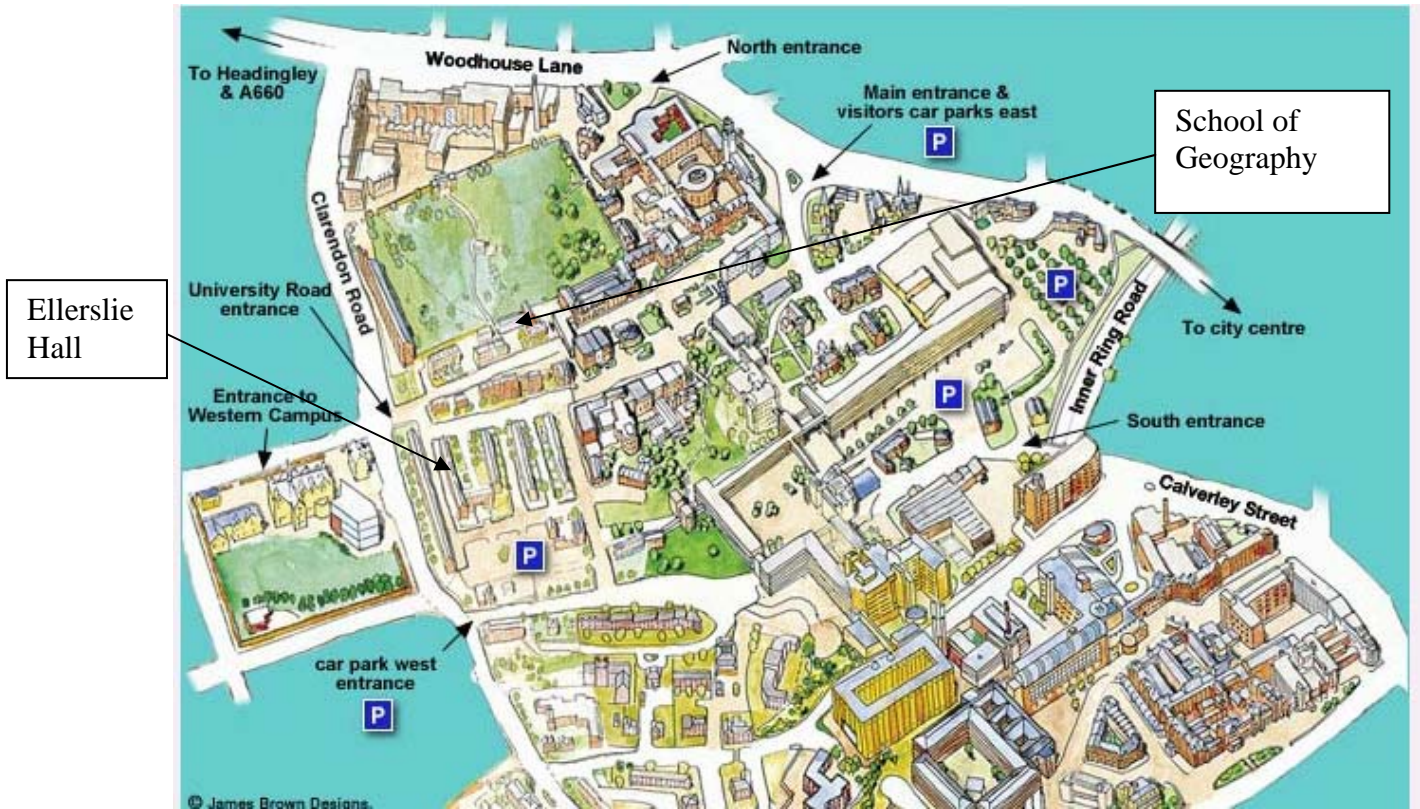 To Headingley
& A660
Woodhouse Lane
North entrance
Main entrance &
visitors car parks east
P
School of
Geography
Clarendon Road
University Road
entrance
Ellerslie
Hall
P
Inner Ring Road
To city centre
Entrance to
Western Campus
P
South entrance
Calverley Street
P
car park west
entrance
P
© James Brown Designs.